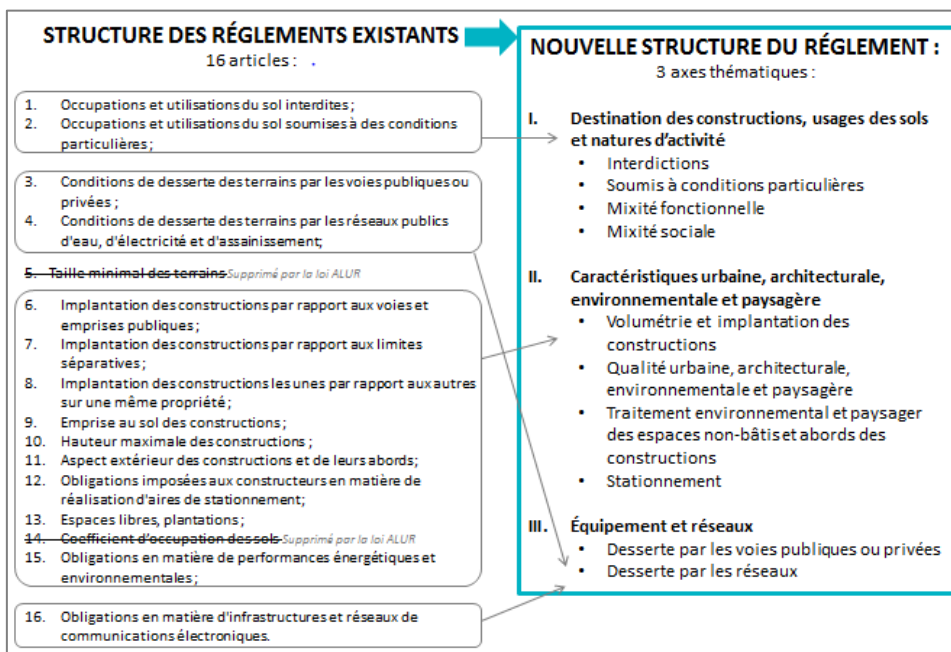 STRUCTURE DES RÉGLEMENTS EXISTANTS
16 articles :
1. Occupations et utilisations du sol interdites ;
2. Occupations et utilisations du sol soumises à des conditions
particulières ;
3. Conditions de desserte des terrains par les voies publiques ou
privées ;
4. Conditions de desserte des terrains par les réseaux publics
d'eau, d'électricité et d'assainissement;
5. Taille minimal des terrains Supprimé par la loi ALUR
6. Implantation des constructions par rapport aux voies et
emprises publiques ;
7. Implantation des constructions par rapport aux limites
séparatives ;
8. Implantation des constructions les unes par rapport aux autres
sur une même propriété ;
9. Emprise au sol des constructions ;
10. Hauteur maximale des constructions ;
11. Aspect extérieur des constructions et de leurs abords;
12. Obligations imposées aux constructeurs en matière de
réalisation d'aires de stationnement;
13. Espaces libres, plantations ;
14. Coefficient d'occupation des sols Supprimé par la loi ALUR
15. Obligations en matière de performances énergétiques et
environnementales ;
16. Obligations en matière d'infrastructures et réseaux de
communications électroniques.
NOUVELLE STRUCTURE DU RÉGLEMENT :
3 axes thématiques :
I. Destination des constructions, usages des sols
et natures d'activité
• Interdictions
• Soumis à conditions particulières
• Mixité fonctionnelle
• Mixité sociale
II. Caractéristiques urbaine, architecturale,
environnementale et paysagère
• Volumétrie et implantation des
constructions
• Qualité urbaine, architecturale,
environnementale et paysagère
• Traitement environnemental et paysager
des espaces non-bâtis et abords des
constructions
• Stationnement
III. Équipement et réseaux
• Desserte par les voies publiques ou privées
• Desserte par les réseaux